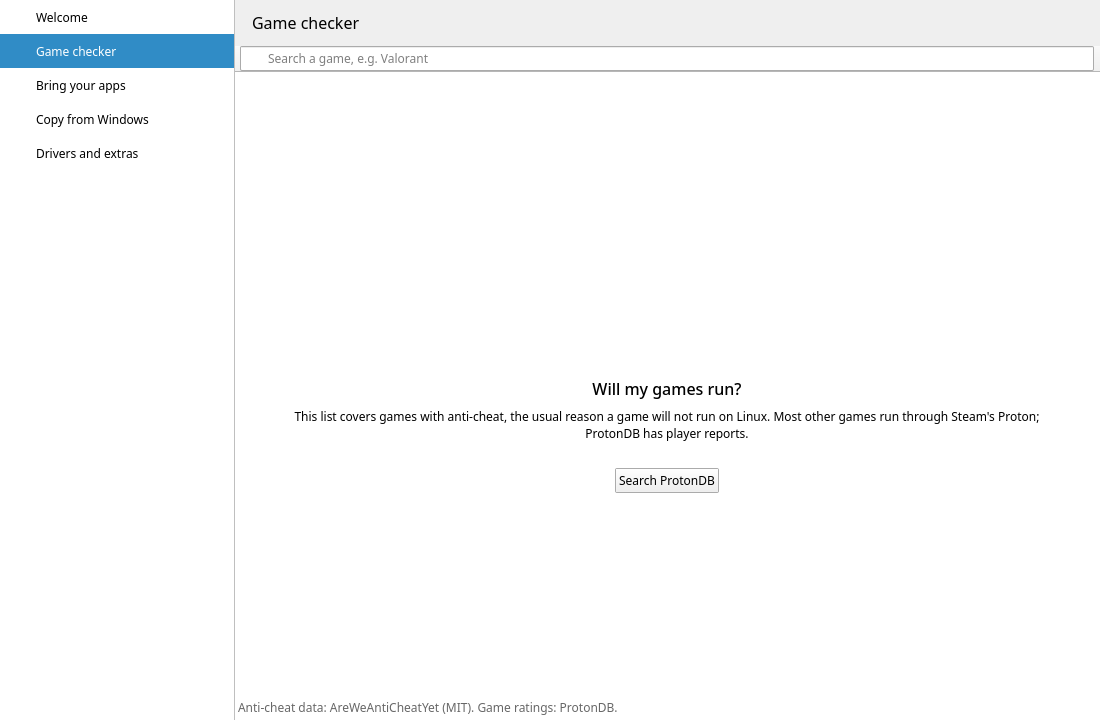 Welcome
Game checker
Bring your apps
Copy from Windows
Drivers and extras
Game checker
Search a game, e.g. Valorant
Will my games run?
This list covers games with anti-cheat, the usual reason a game will not run on Linux. Most other games run through Steam's Proton;
ProtonDB has player reports.
Search ProtonDB
Anti-cheat data: AreWeAntiCheatYet (MIT). Game ratings: ProtonDB.